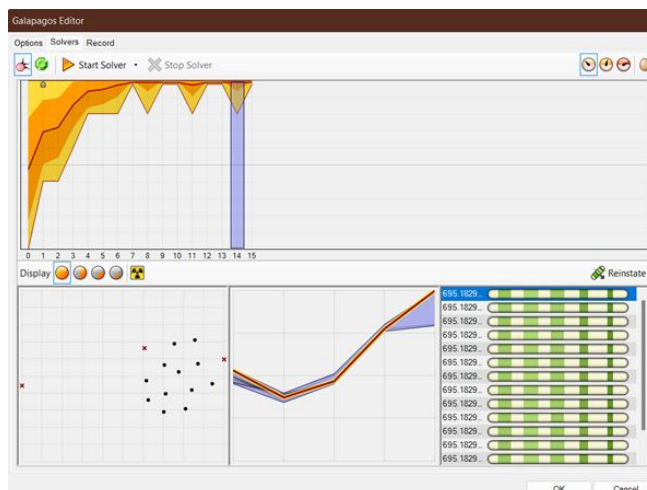 Galapagos Editor
Options Solvers Record
Start Solver Stop Solver
0 1 2 3 4 5 6 7 8 9 10 11 12 13 14 15
Display Reinstate
695.1829...
695.1829...
695.1829...
695.1829...
695.1829...
695.1829...
695.1829...
695.1829...
695.1829...
695.1829...
695.1829...
695.1829...
695.1829...
OK Cancel